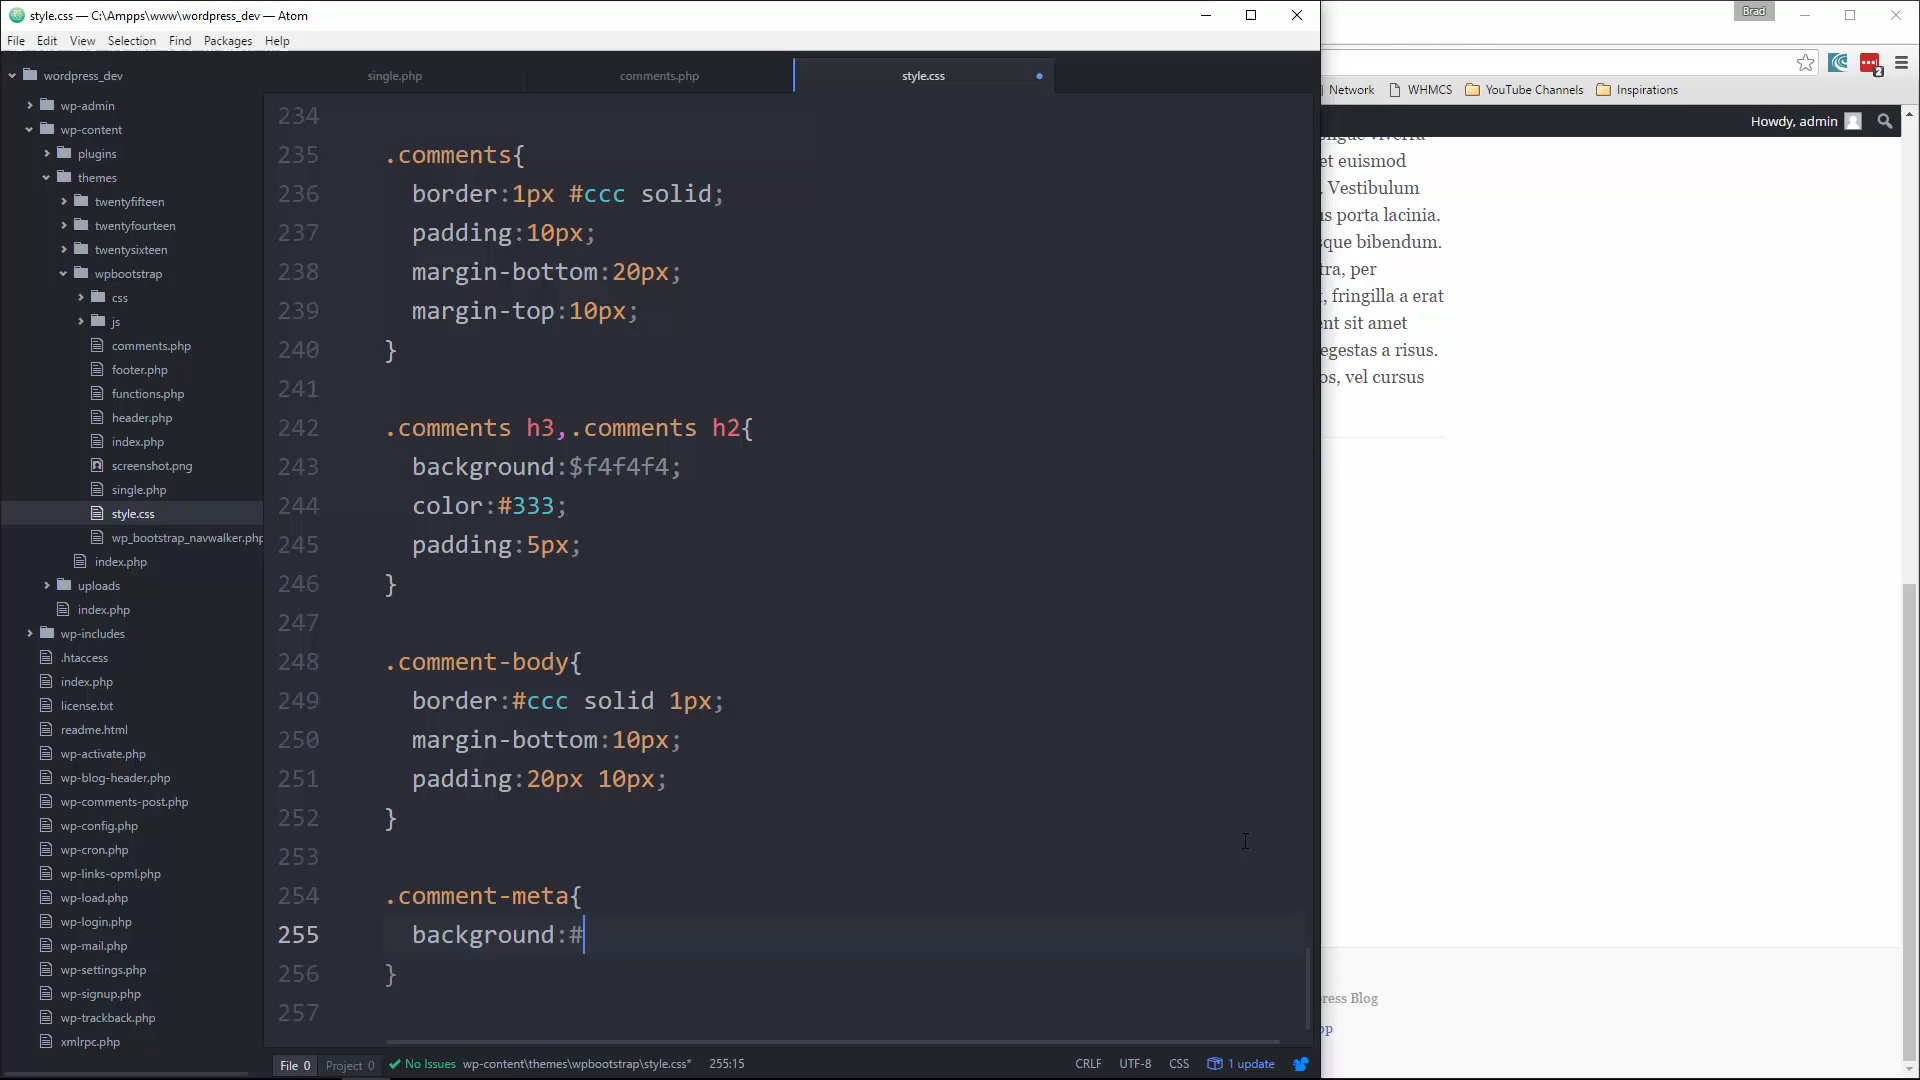 style.css — C:\Ampps\www\wordpress_dev — Atom
Brad
File Edit View Selection Find Packages Help
wordpress_dev
wp-admin
wp-content
plugins
themes
twentyfifteen
twentyfourteen
twentysixteen
wpbootstrap
css
js
comments.php
footer.php
functions.php
header.php
index.php
screenshot.png
single.php
style.css
wp_bootstrap_navwalker.php
index.php
uploads
index.php
wp-includes
.htaccess
index.php
license.txt
readme.html
wp-activate.php
wp-blog-header.php
wp-comments-post.php
wp-config.php
wp-cron.php
wp-links-opml.php
wp-load.php
wp-login.php
wp-mail.php
wp-settings.php
wp-signup.php
wp-trackback.php
xmlrpc.php
single.php comments.php style.css
234
235 .comments{
236 border:1px #ccc solid;
237 padding:10px;
238 margin-bottom:20px;
239 margin-top:10px;
240 }
241
242 .comments h3,.comments h2{
243 background:$f4f4f4;
244 color:#333;
245 padding:5px;
246 }
247
248 .comment-body{
249 border:#ccc solid 1px;
250 margin-bottom:10px;
251 padding:20px 10px;
252 }
253
254 .comment-meta{
255 background:#
256 }
257
File 0 Project 0 No Issues wp-content\themes\wpbootstrap\style.css* 255:15 CRLF UTF-8 CSS 1 update
2
Network WHMCS YouTube Channels Inspirations
Howdy, admin
et euismod
. Vestibulum
us porta lacinia.
sque bibendum.
tra, per
t, fringilla a erat
ent sit amet
egestas a risus.
os, vel cursus
ress Blog
op